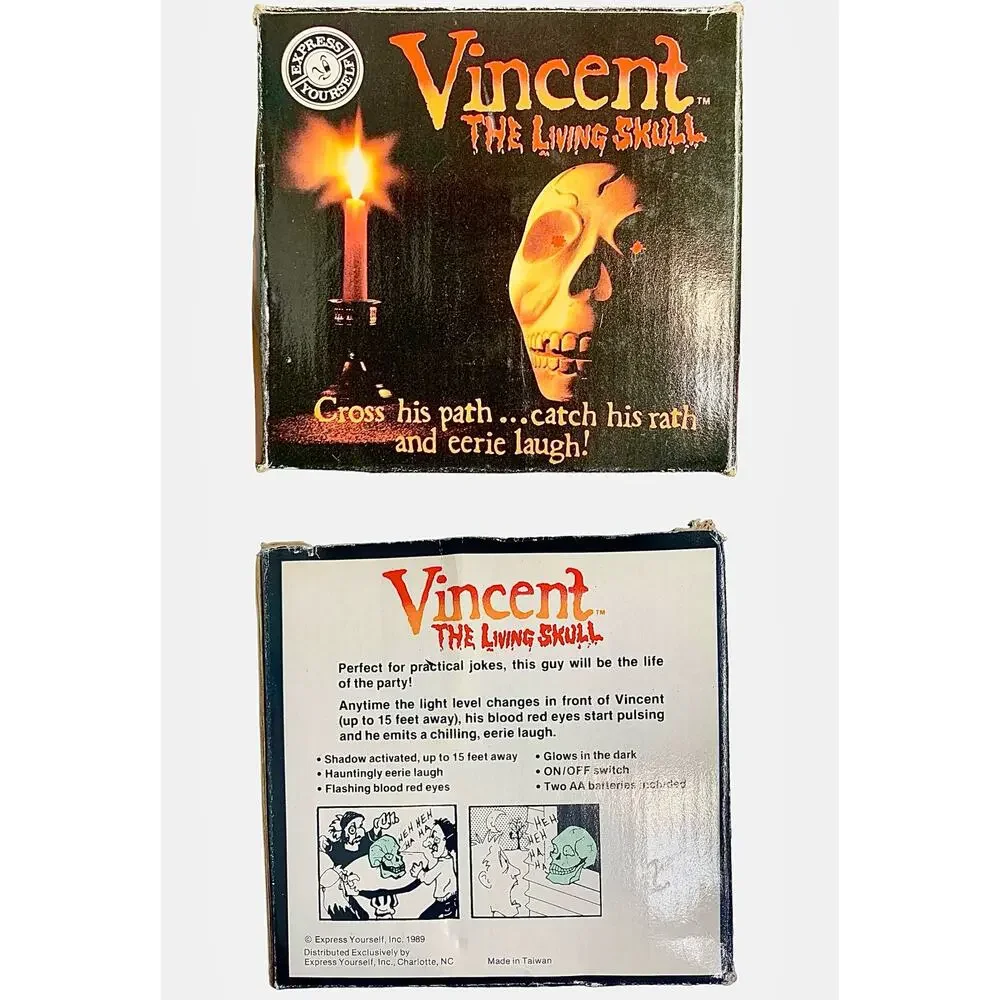 EXPRESS
YOURSELF
Vincent™
THE LIVING SKULL
Cross his path ...catch his rath
and eerie laugh!
Vincent™
THE LIVING SKULL
Perfect for practical jokes, this guy will be the life
of the party!
Anytime the light level changes in front of Vincent
(up to 15 feet away), his blood red eyes start pulsing
and he emits a chilling, eerie laugh.
• Shadow activated, up to 15 feet away
• Hauntingly eerie laugh
• Flashing blood red eyes
• Glows in the dark
• ON/OFF switch
• Two AA batteries included
HEH HEH
HA HA
HEH
HEH
HA
HA
© Express Yourself, Inc. 1989
Distributed Exclusively by
Express Yourself, Inc., Charlotte, NC
Made in Taiwan